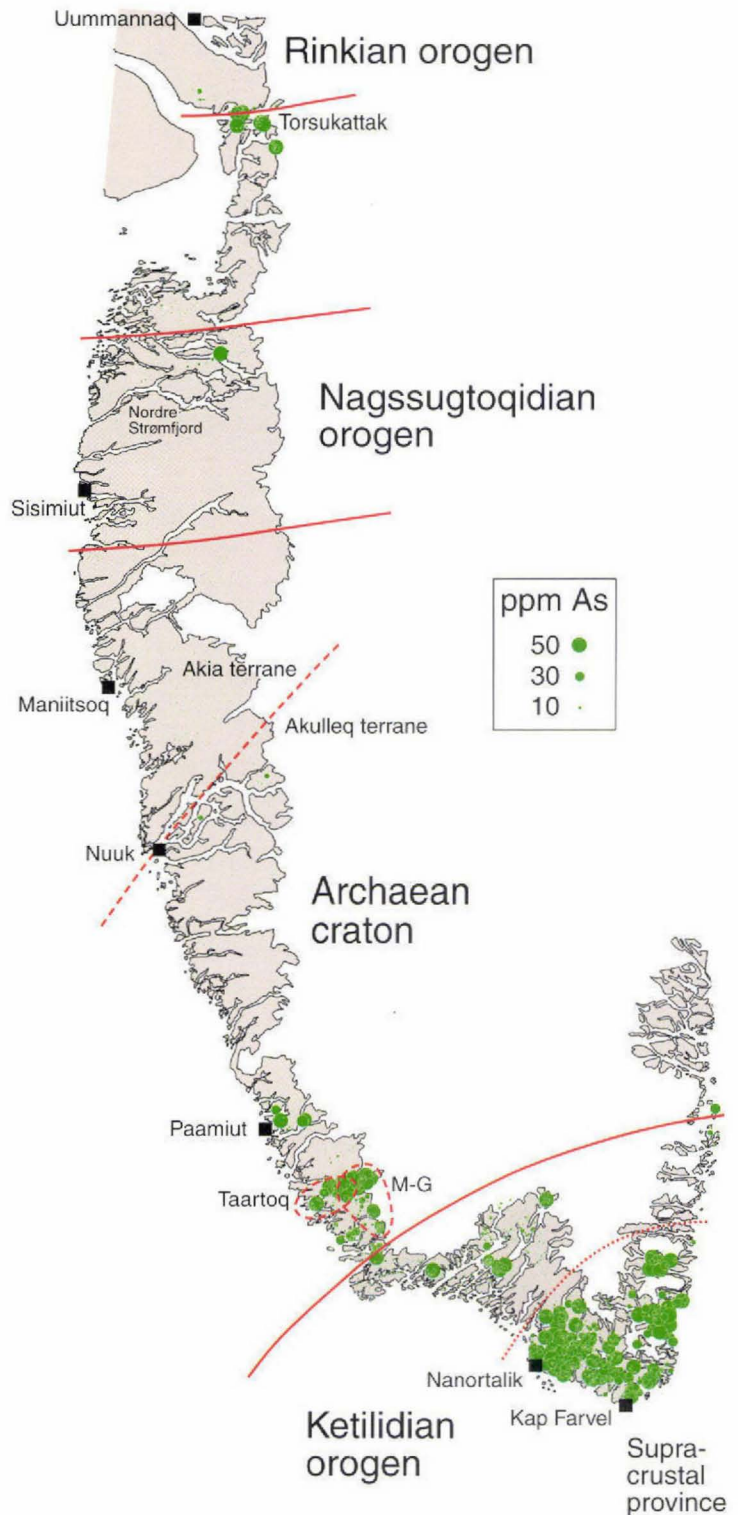 Uummannaq
Rinkian orogen
Torsukattak
Nagssugtoqidian
orogen
Nordre
Strømfjord
Sisimiut
ppm As
50
30
10
Akia terrane
Maniitsoq
Akulleq terrane
Nuuk
Archaean
craton
Paamiut
M-G
Taartoq
Nanortalik
Kap Farvel
Ketilidian
orogen
Supra-
crustal
province